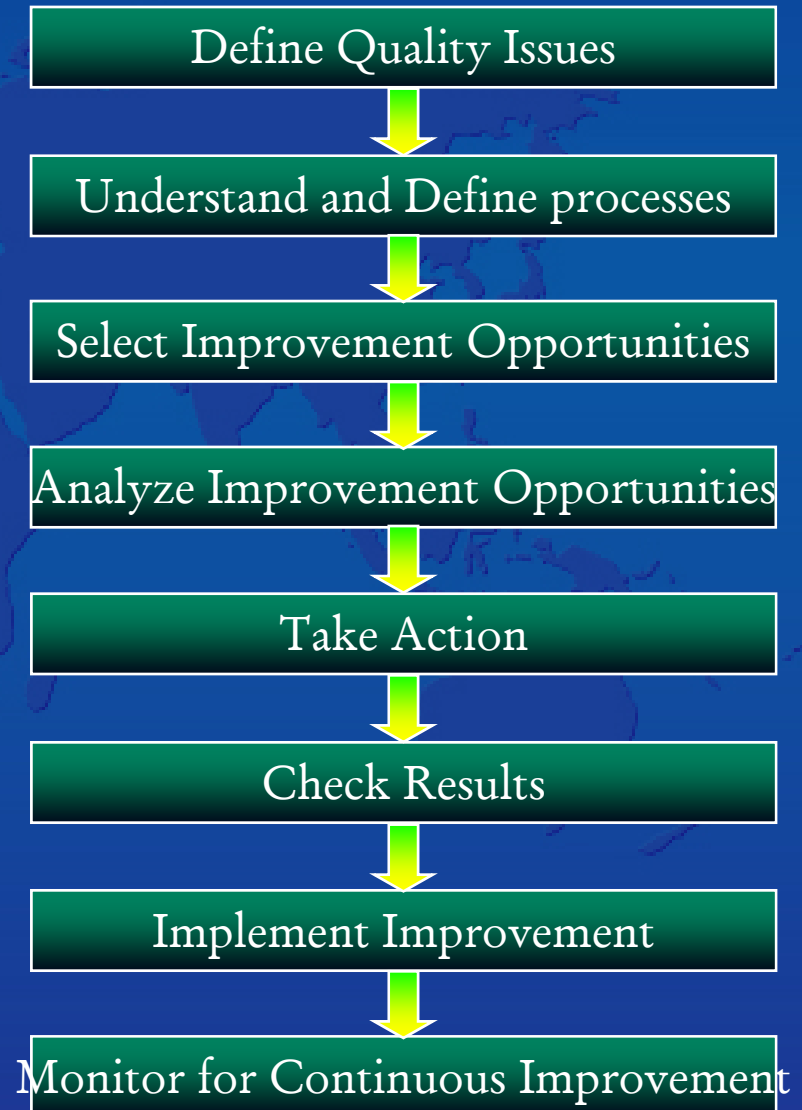 Define Quality Issues
Understand and Define processes
Select Improvement Opportunities
Analyze Improvement Opportunities
Take Action
Check Results
Implement Improvement
Monitor for Continuous Improvement